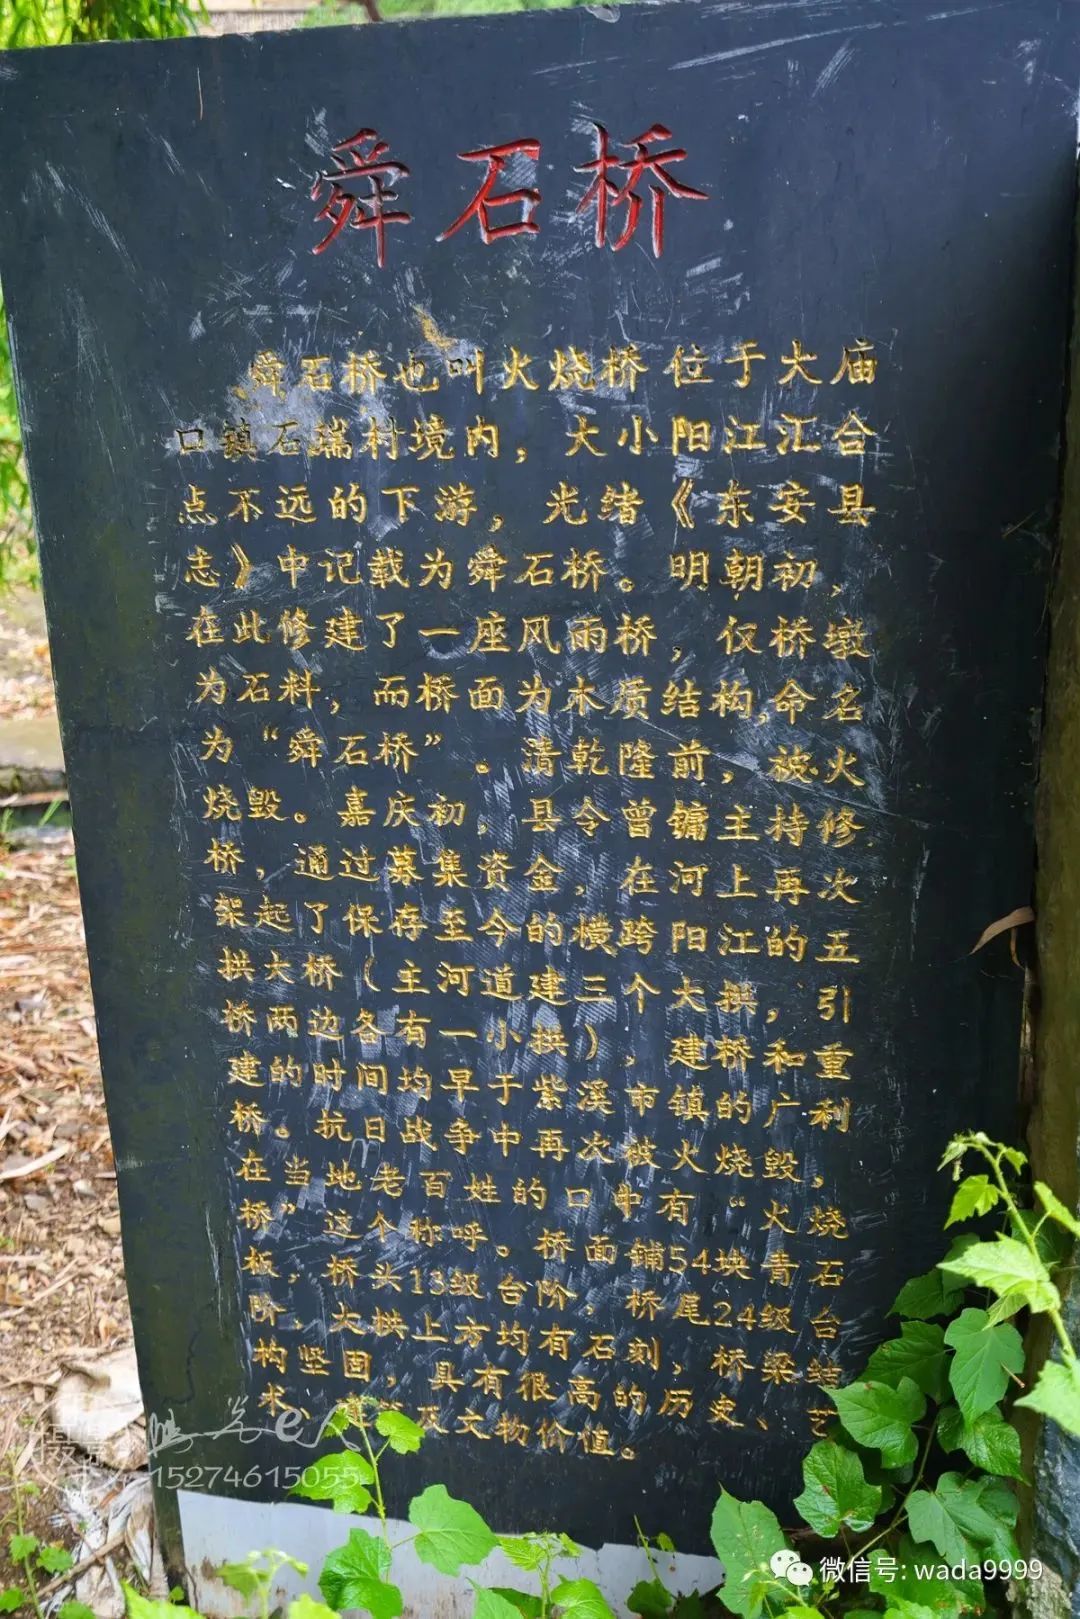 舜石桥
舜石桥也叫火烧桥位于大庙
口镇石瑞村境内，大小阳江汇合
点不远的下游，光绪《东安县
志》中记载为舜石桥。明朝初，
在此修建了一座风雨桥，仅桥墩
为石料，而桥面为木质结构,命名
为“舜石桥”。清乾隆前，被火
烧毁。嘉庆初，县令曾镛主持修
桥，通过募集资金，在河上再次
架起了保存至今的横跨阳江的五
拱大桥（主河道建三个大拱，引
桥两边各有一小拱），建桥和重
建的时间均早于紫溪市镇的广利
桥。抗日战争中再次被火烧毁，
在当地老百姓的口中有“火烧
桥”这个称呼。桥面铺54块青石
板，桥头13级台阶，桥尾24级台
阶，大拱上方均有石刻，桥梁结
构坚固，具有很高的历史、艺
术、及文物价值。
15274615055
微信号: wada9999